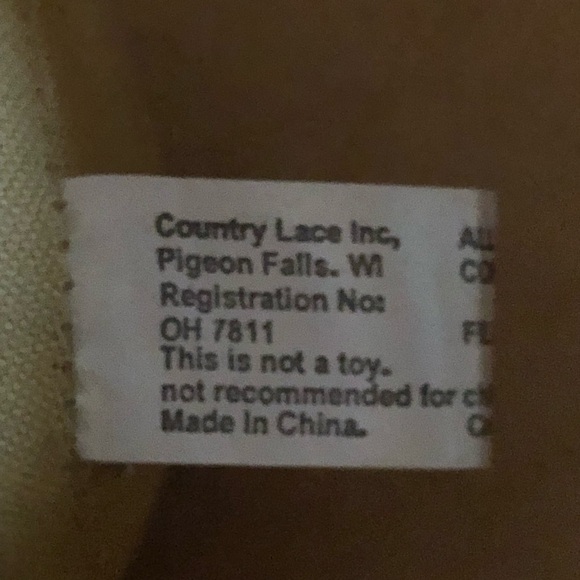 Country Lace Inc,
Pigeon Falls. WI
Registration No:
OH 7811
This is not a toy.
not recommended for
Made In China.